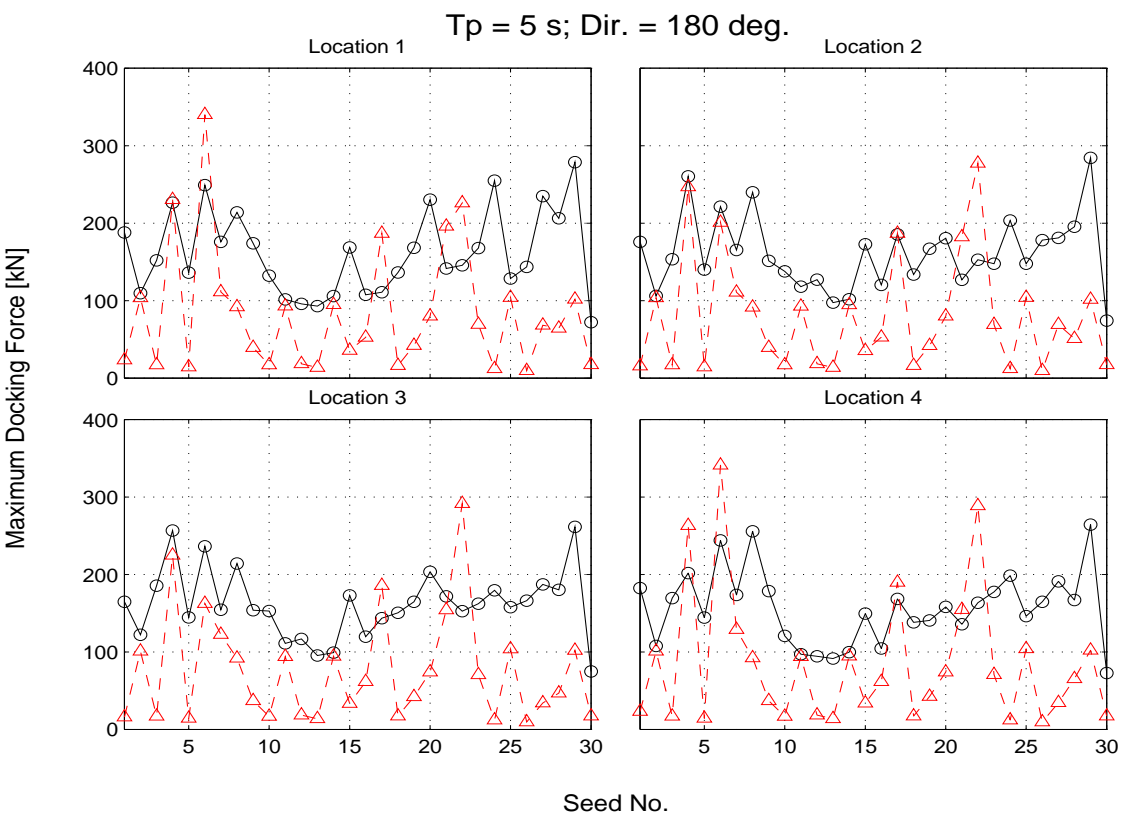 Tp = 5 s; Dir. = 180 deg.
Location 1
Location 2
400
300
200
100
0
Location 3
Location 4
400
300
200
100
0
5 10 15 20 25 30
5 10 15 20 25 30
Maximum Docking Force [kN]
Seed No.